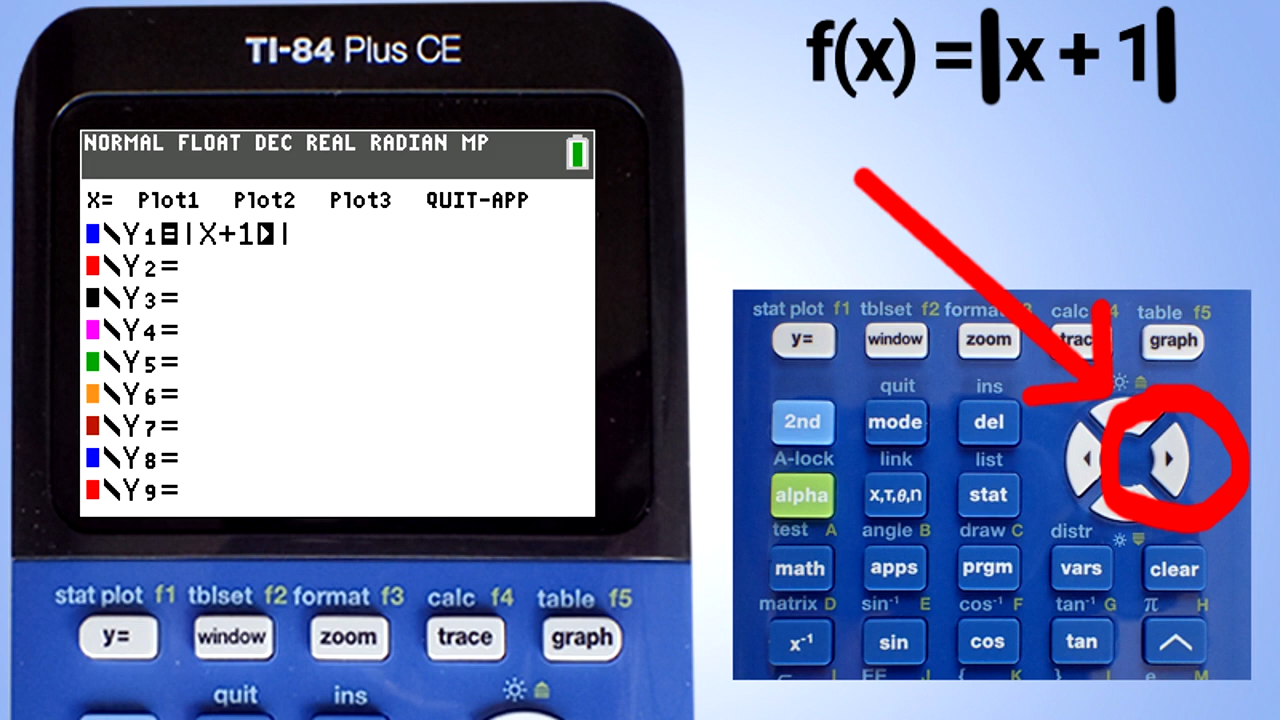 TI-84 Plus CE
f(x) =|x + 1|
NORMAL FLOAT DEC REAL RADIAN MP
X= Plot1 Plot2 Plot3 QUIT-APP
\Y1=|X+1|
\Y2=
\Y3=
\Y4=
\Y5=
\Y6=
\Y7=
\Y8=
\Y9=
stat plot f1 tblset f2 format f3 calc f4 table f5
y= window zoom trace graph
quit ins
stat plot f1 tblset f2 format calc 4 table f5
y= window zoom trac graph
quit ins
2nd mode del
A-lock link list
alpha x,T,θ,n stat
test A angle B draw C distr
math apps prgm vars clear
matrix D sin⁻¹ E cos⁻¹ F tan⁻¹ G π H
x⁻¹ sin cos tan ^